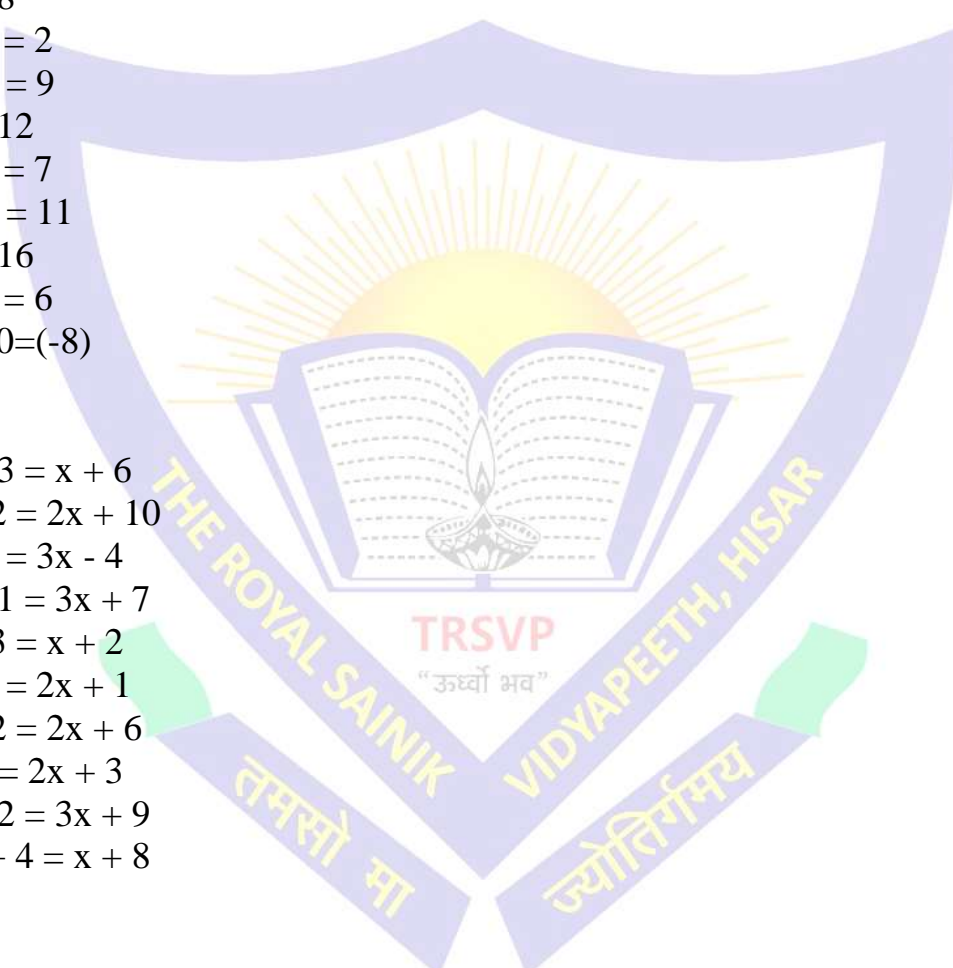 = 2
= 9
12
= 7
= 11
16
= 6
0=(-8)
3 = x + 6
2 = 2x + 10
= 3x - 4
1 = 3x + 7
3 = x + 2
= 2x + 1
2 = 2x + 6
= 2x + 3
2 = 3x + 9
+ 4 = x + 8
THE ROYAL SAINIK VIDYAPEETH, HISAR
TRSVP
“ऊर्ध्वो भव”
तमसो मा ज्योतिर्गमय